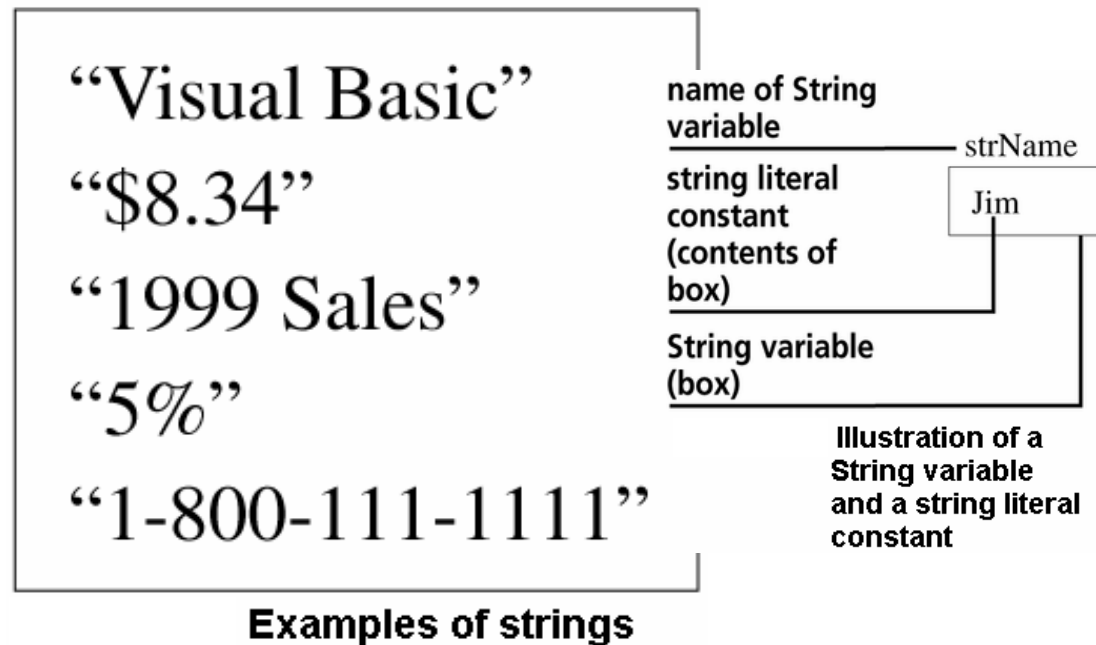 “Visual Basic”
“$8.34”
“1999 Sales”
“5%”
“1-800-111-1111”
Examples of strings
name of String
variable
strName
string literal
constant
(contents of
box)
Jim
String variable
(box)
Illustration of a
String variable
and a string literal
constant